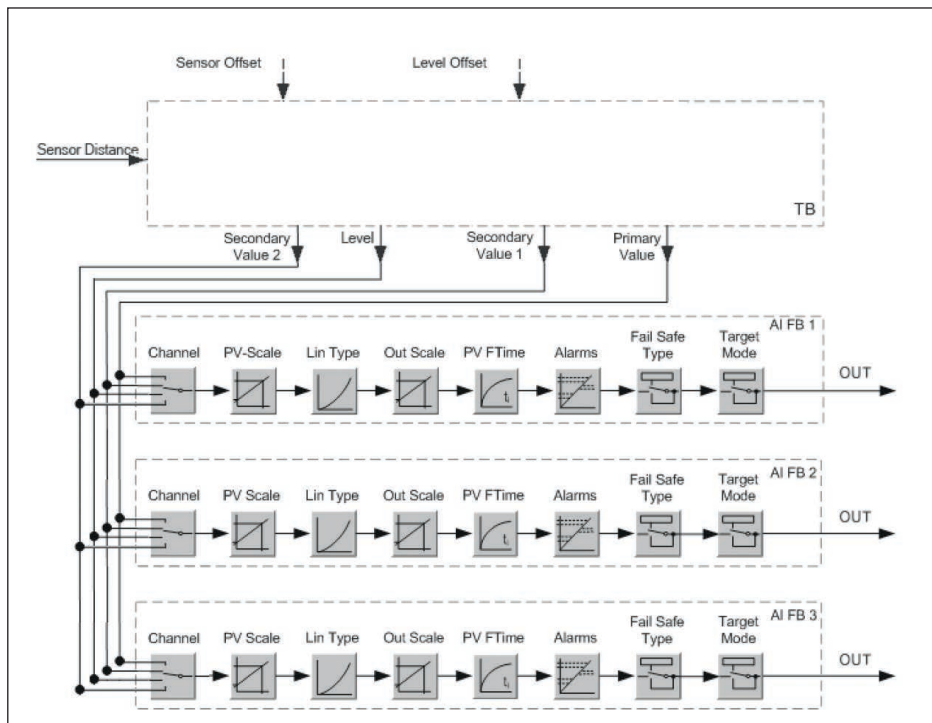 Sensor Offset
Level Offset
Sensor Distance
TB
Secondary
Value 2
Level
Secondary
Value 1
Primary
Value
AI FB 1
Channel
PV-Scale
Lin Type
Out Scale
PV FTime
Alarms
Fail Safe
Type
Target
Mode
OUT
t
AI FB 2
Channel
PV Scale
Lin Type
Out Scale
PV FTime
Alarms
Fail Safe
Type
Target
Mode
OUT
t
AI FB 3
Channel
PV Scale
Lin Type
Out Scale
PV FTime
Alarms
Fail Safe
Type
Target
Mode
OUT
t